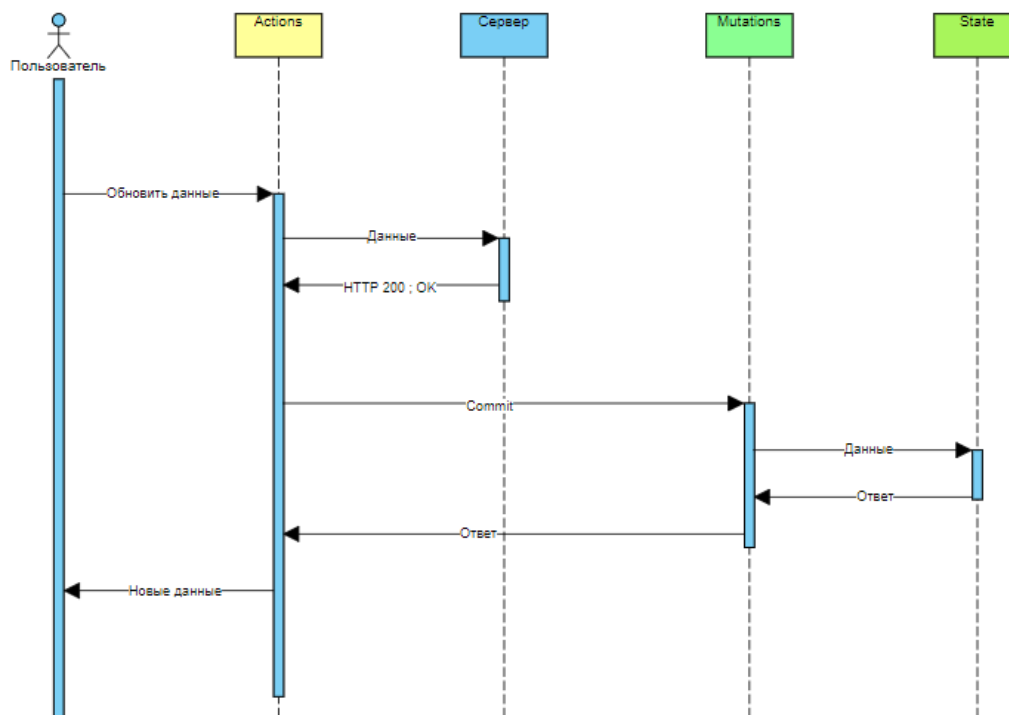 Actions
Сервер
Mutations
State
Пользователь
Обновить данные
Данные
HTTP 200 ; OK
Commit
Данные
Ответ
Ответ
Новые данные